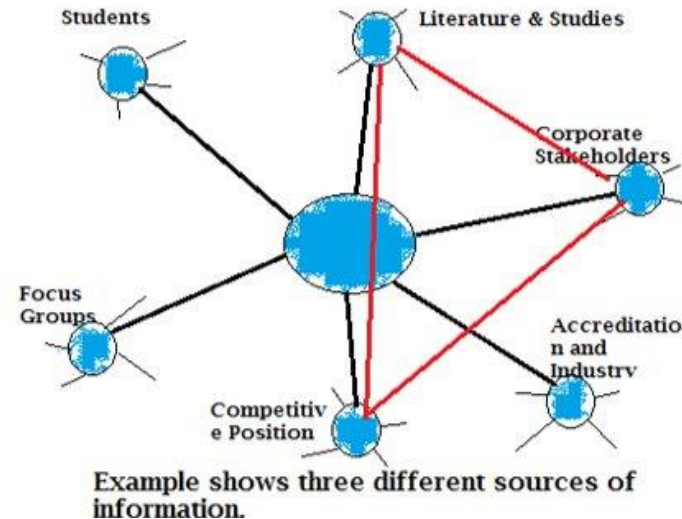 Students
Literature & Studies
Corporate
Stakeholders
Focus
Groups
Accreditatio
n and
Industry
Competitiv
e Position
Example shows three different sources of
information.